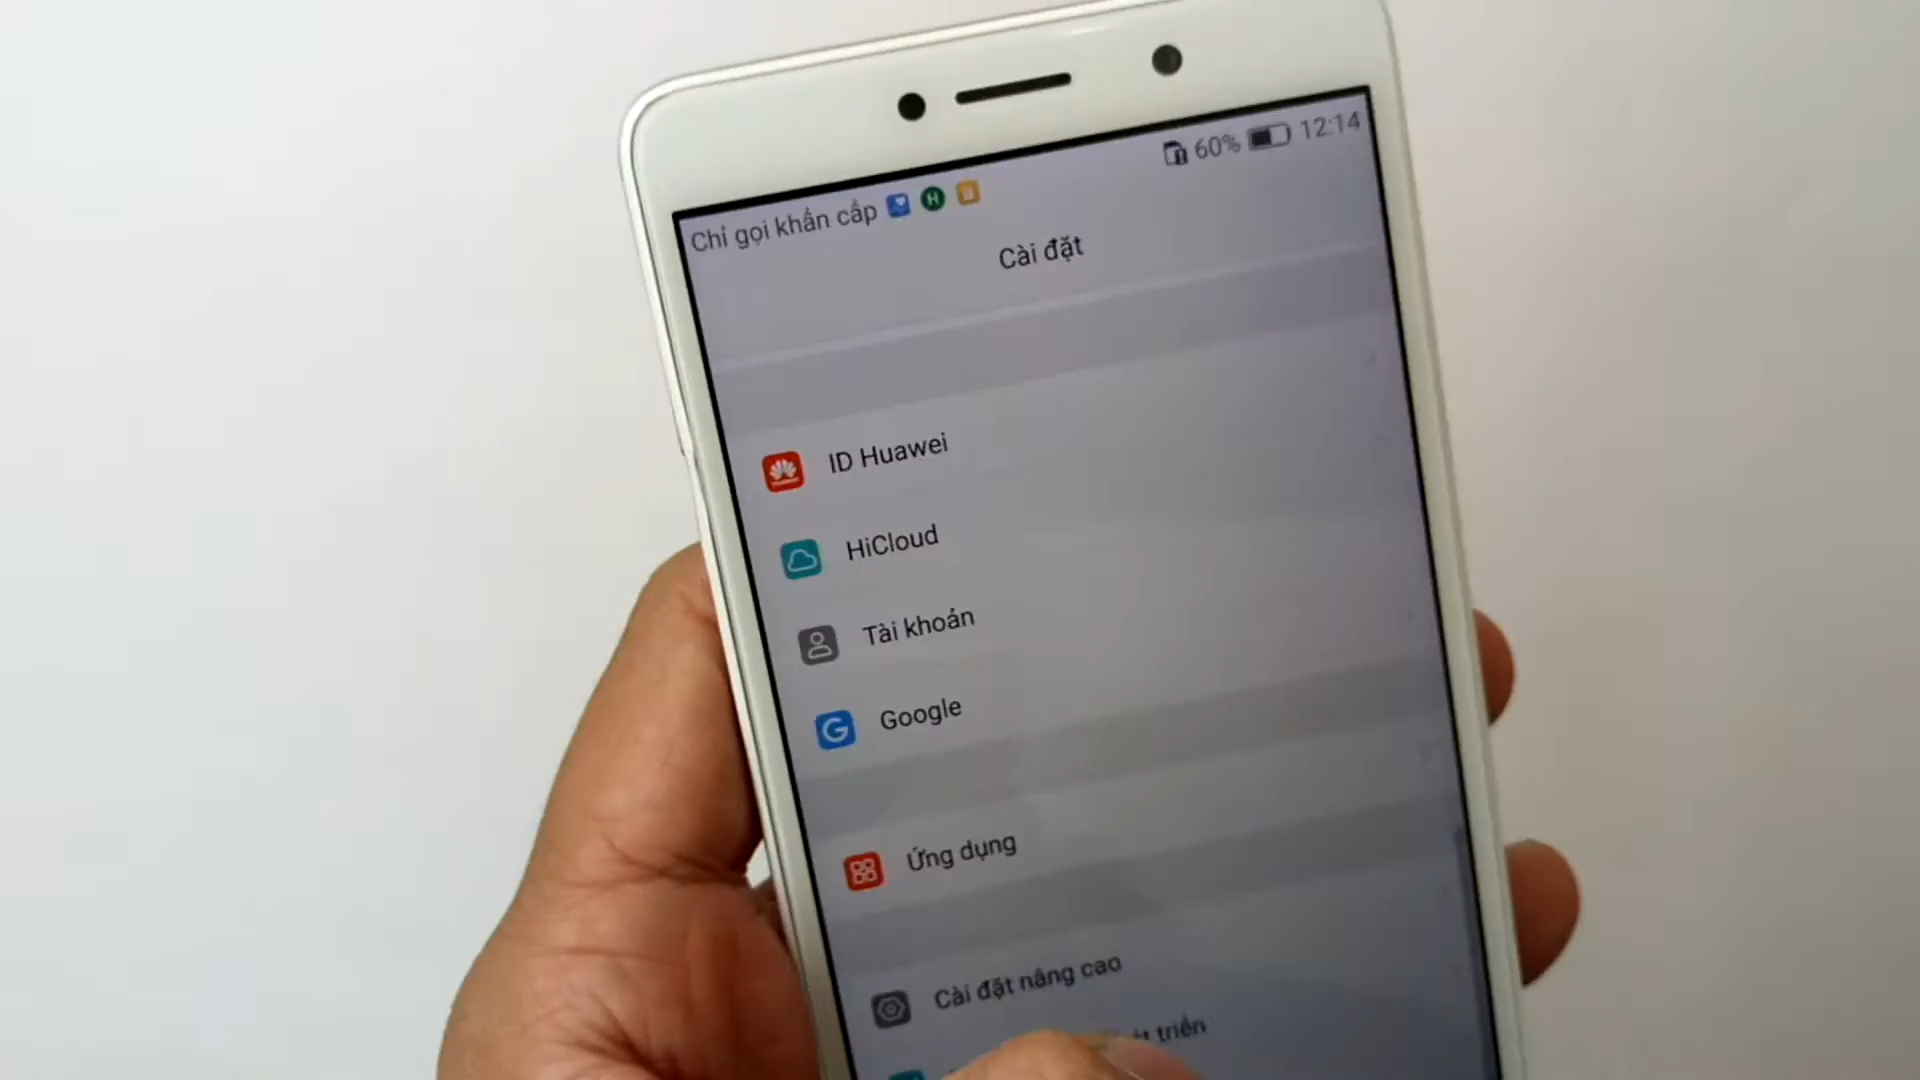 Chỉ gọi khẩn cấp
60% 12:14
Cài đặt
ID Huawei
HiCloud
Tài khoản
Google
Ứng dụng
Cài đặt nâng cao
triển